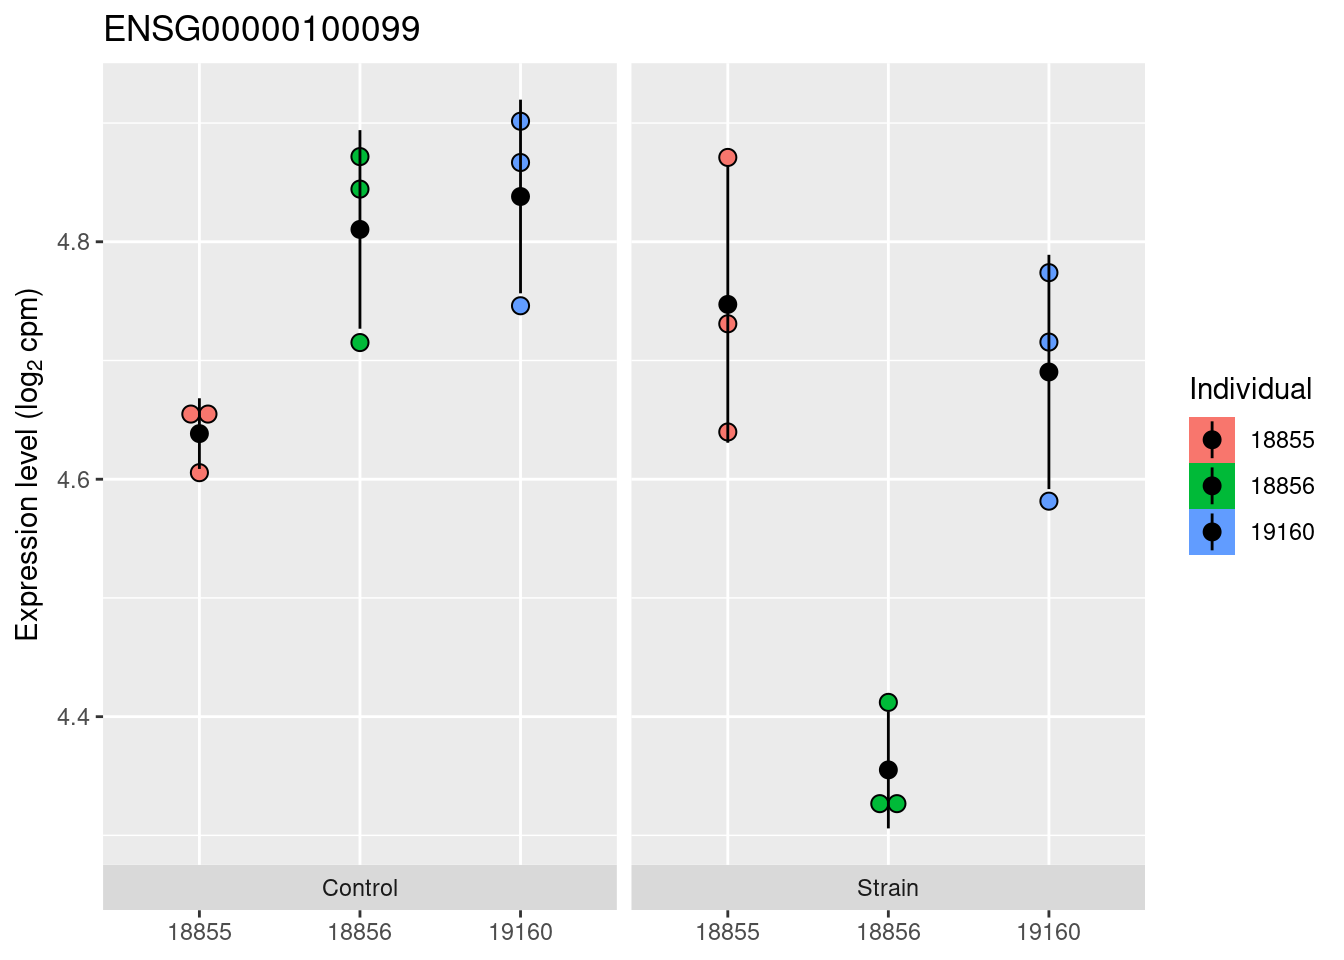 ENSG00000100099
Expression level (log₂ cpm)
4.8
4.6
4.4
Control
Strain
18855
18856
19160
18855
18856
19160
Individual
18855
18856
19160